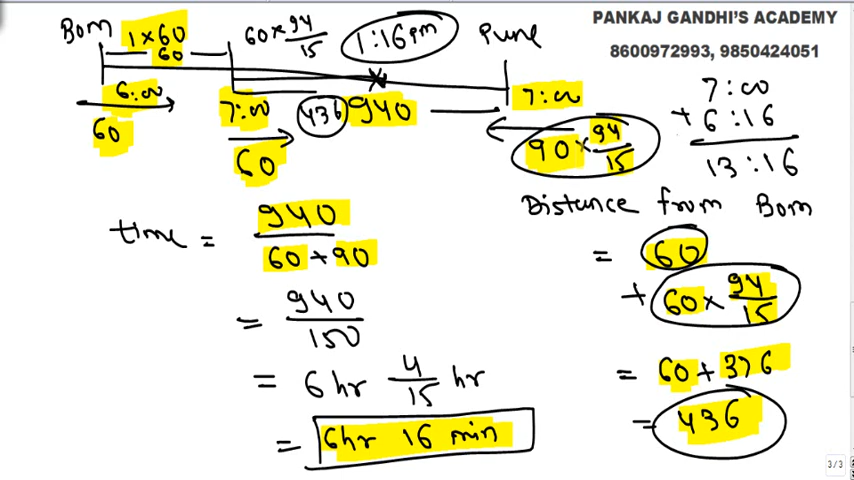 PANKAJ GANDHI'S ACADEMY
8600972993, 9850424051
Bom 1×60 60×94/15 1:16pm Pune
60
6:00 7:00 436 940 7:00
60 60 90×94/15
7:00
+ 6:16
13:16
time = 940/60+90
= 940/150
= 6 hr 4/15 hr
= 6hr 16 min
Distance from Bom
= 60
+ 60×94/15
= 60+376
= 436
3/3